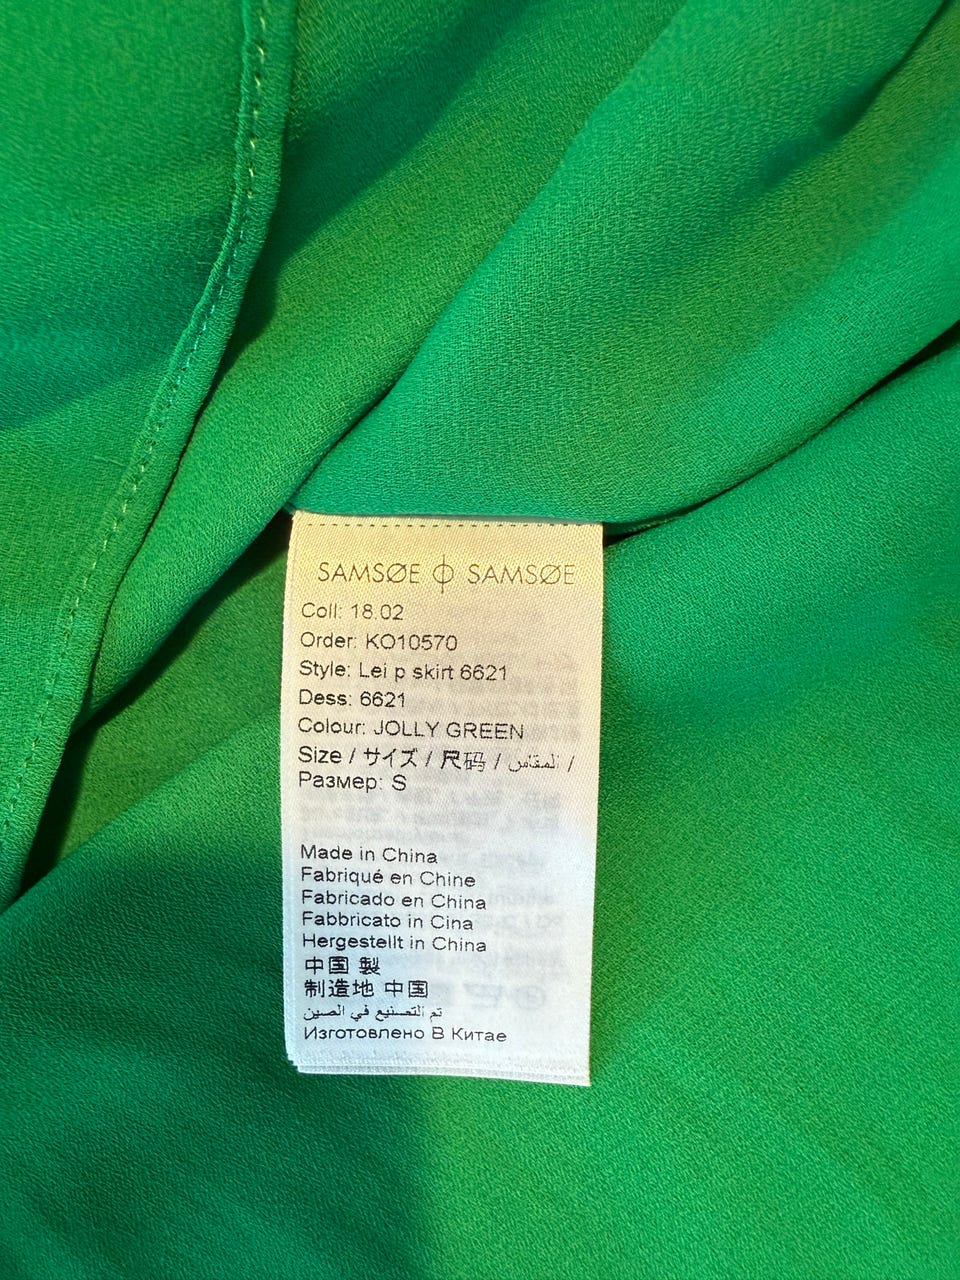 SAMSØE ϕ SAMSØE
Coll: 18.02
Order: KO10570
Style: Lei p skirt 6621
Dess: 6621
Colour: JOLLY GREEN
Size / サイズ / 尺码 / المقاس /
Размер: S
Made in China
Fabriqué en Chine
Fabricado en China
Fabbricato in Cina
Hergestellt in China
中国 製
制造地 中国
تم التصنيع في الصين
Изготовлено В Китае